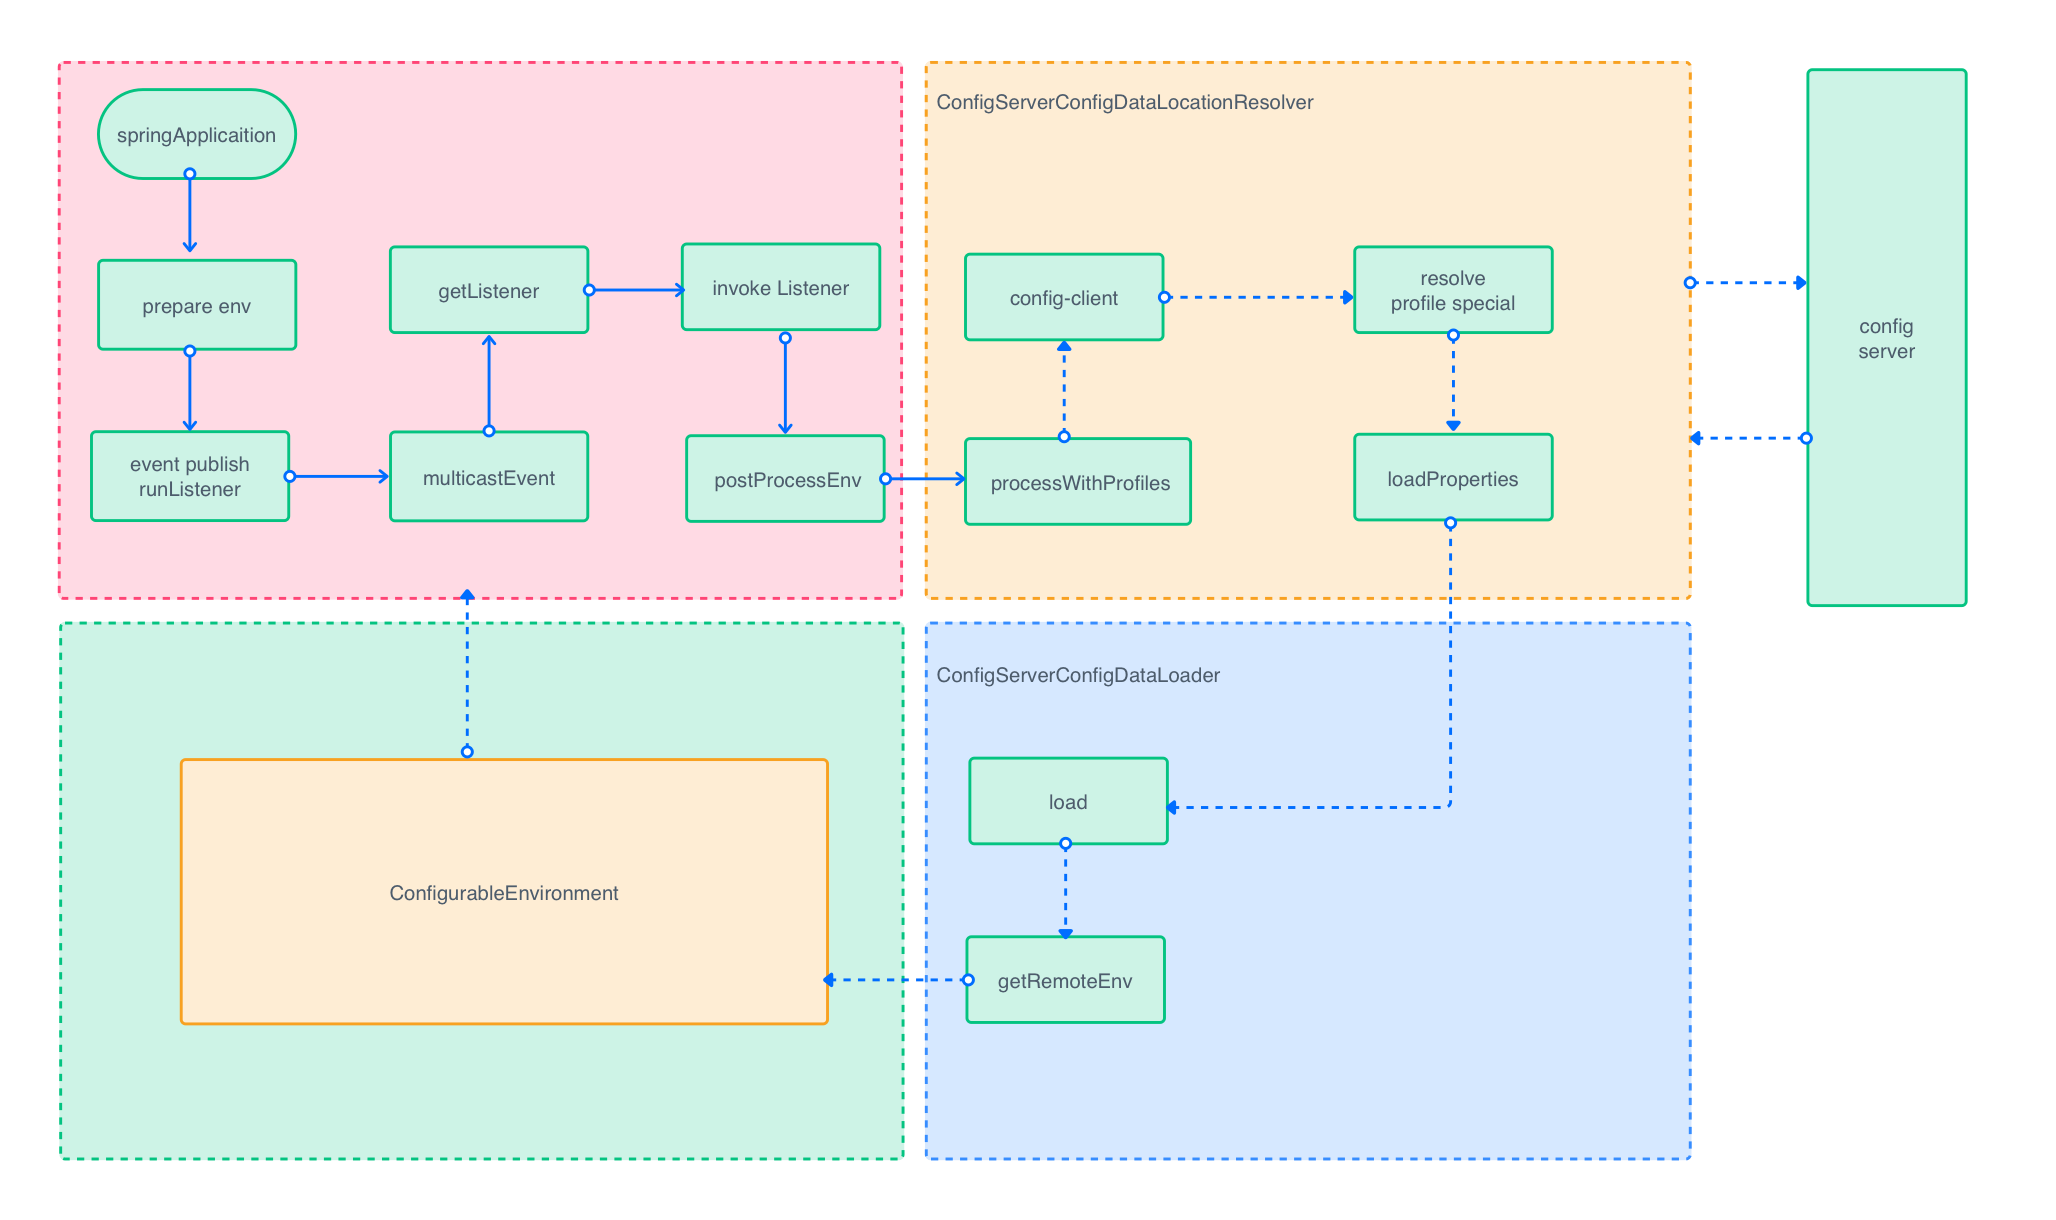 springApplicaition
prepare env
event publish
runListener
multicastEvent
getListener
invoke Listener
postProcessEnv
ConfigServerConfigDataLocationResolver
processWithProfiles
config-client
resolve
profile special
loadProperties
config
server
ConfigServerConfigDataLoader
load
getRemoteEnv
ConfigurableEnvironment